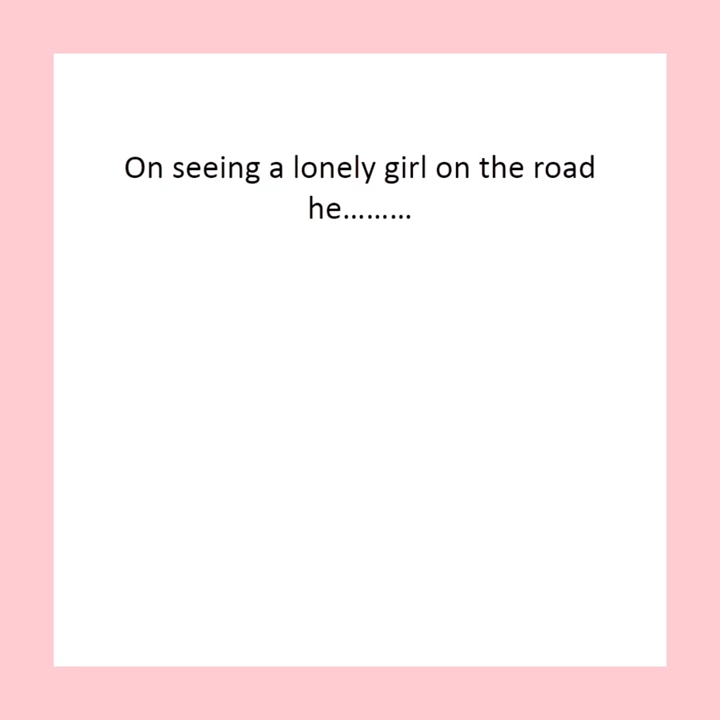 On seeing a lonely girl on the road
he.........